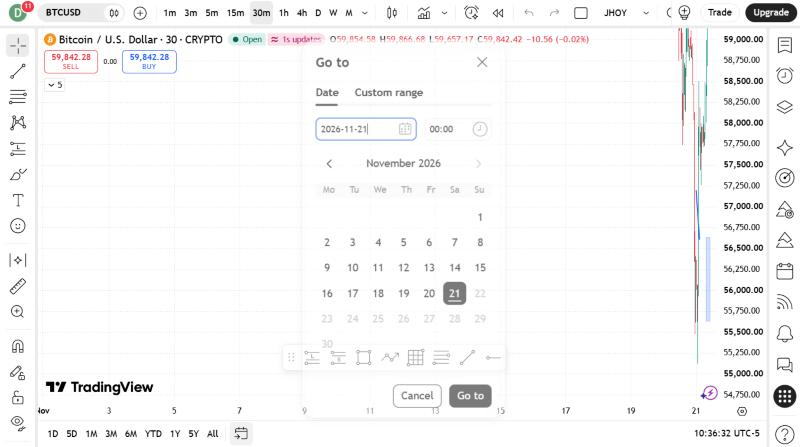 D 11 BTCUSD 1m 3m 5m 15m 30m 1h 4h D W M JHOY Trade Upgrade
Bitcoin / U.S. Dollar · 30 · CRYPTO Open 1s updates O59,854.58 H59,866.68 L59,657.17 C59,842.42 −10.56 (−0.02%)
59,842.28 SELL 0.00 59,842.28 BUY
5
Go to
Date Custom range
2026-11-21 00:00
November 2026
Mo Tu We Th Fr Sa Su
1
2 3 4 5 6 7 8
9 10 11 12 13 14 15
16 17 18 19 20 21 22
23 24 25 26 27 28 29
30
Cancel Go to
59,000.00
58,750.00
58,500.00
58,250.00
58,000.00
57,750.00
57,500.00
57,250.00
57,000.00
56,750.00
56,500.00
56,250.00
56,000.00
55,750.00
55,500.00
55,250.00
55,000.00
54,750.00
TradingView
Nov 3 5 7 9 11 13 15 17 19 21
1D 5D 1M 3M 6M YTD 1Y 5Y All 10:36:32 UTC-5